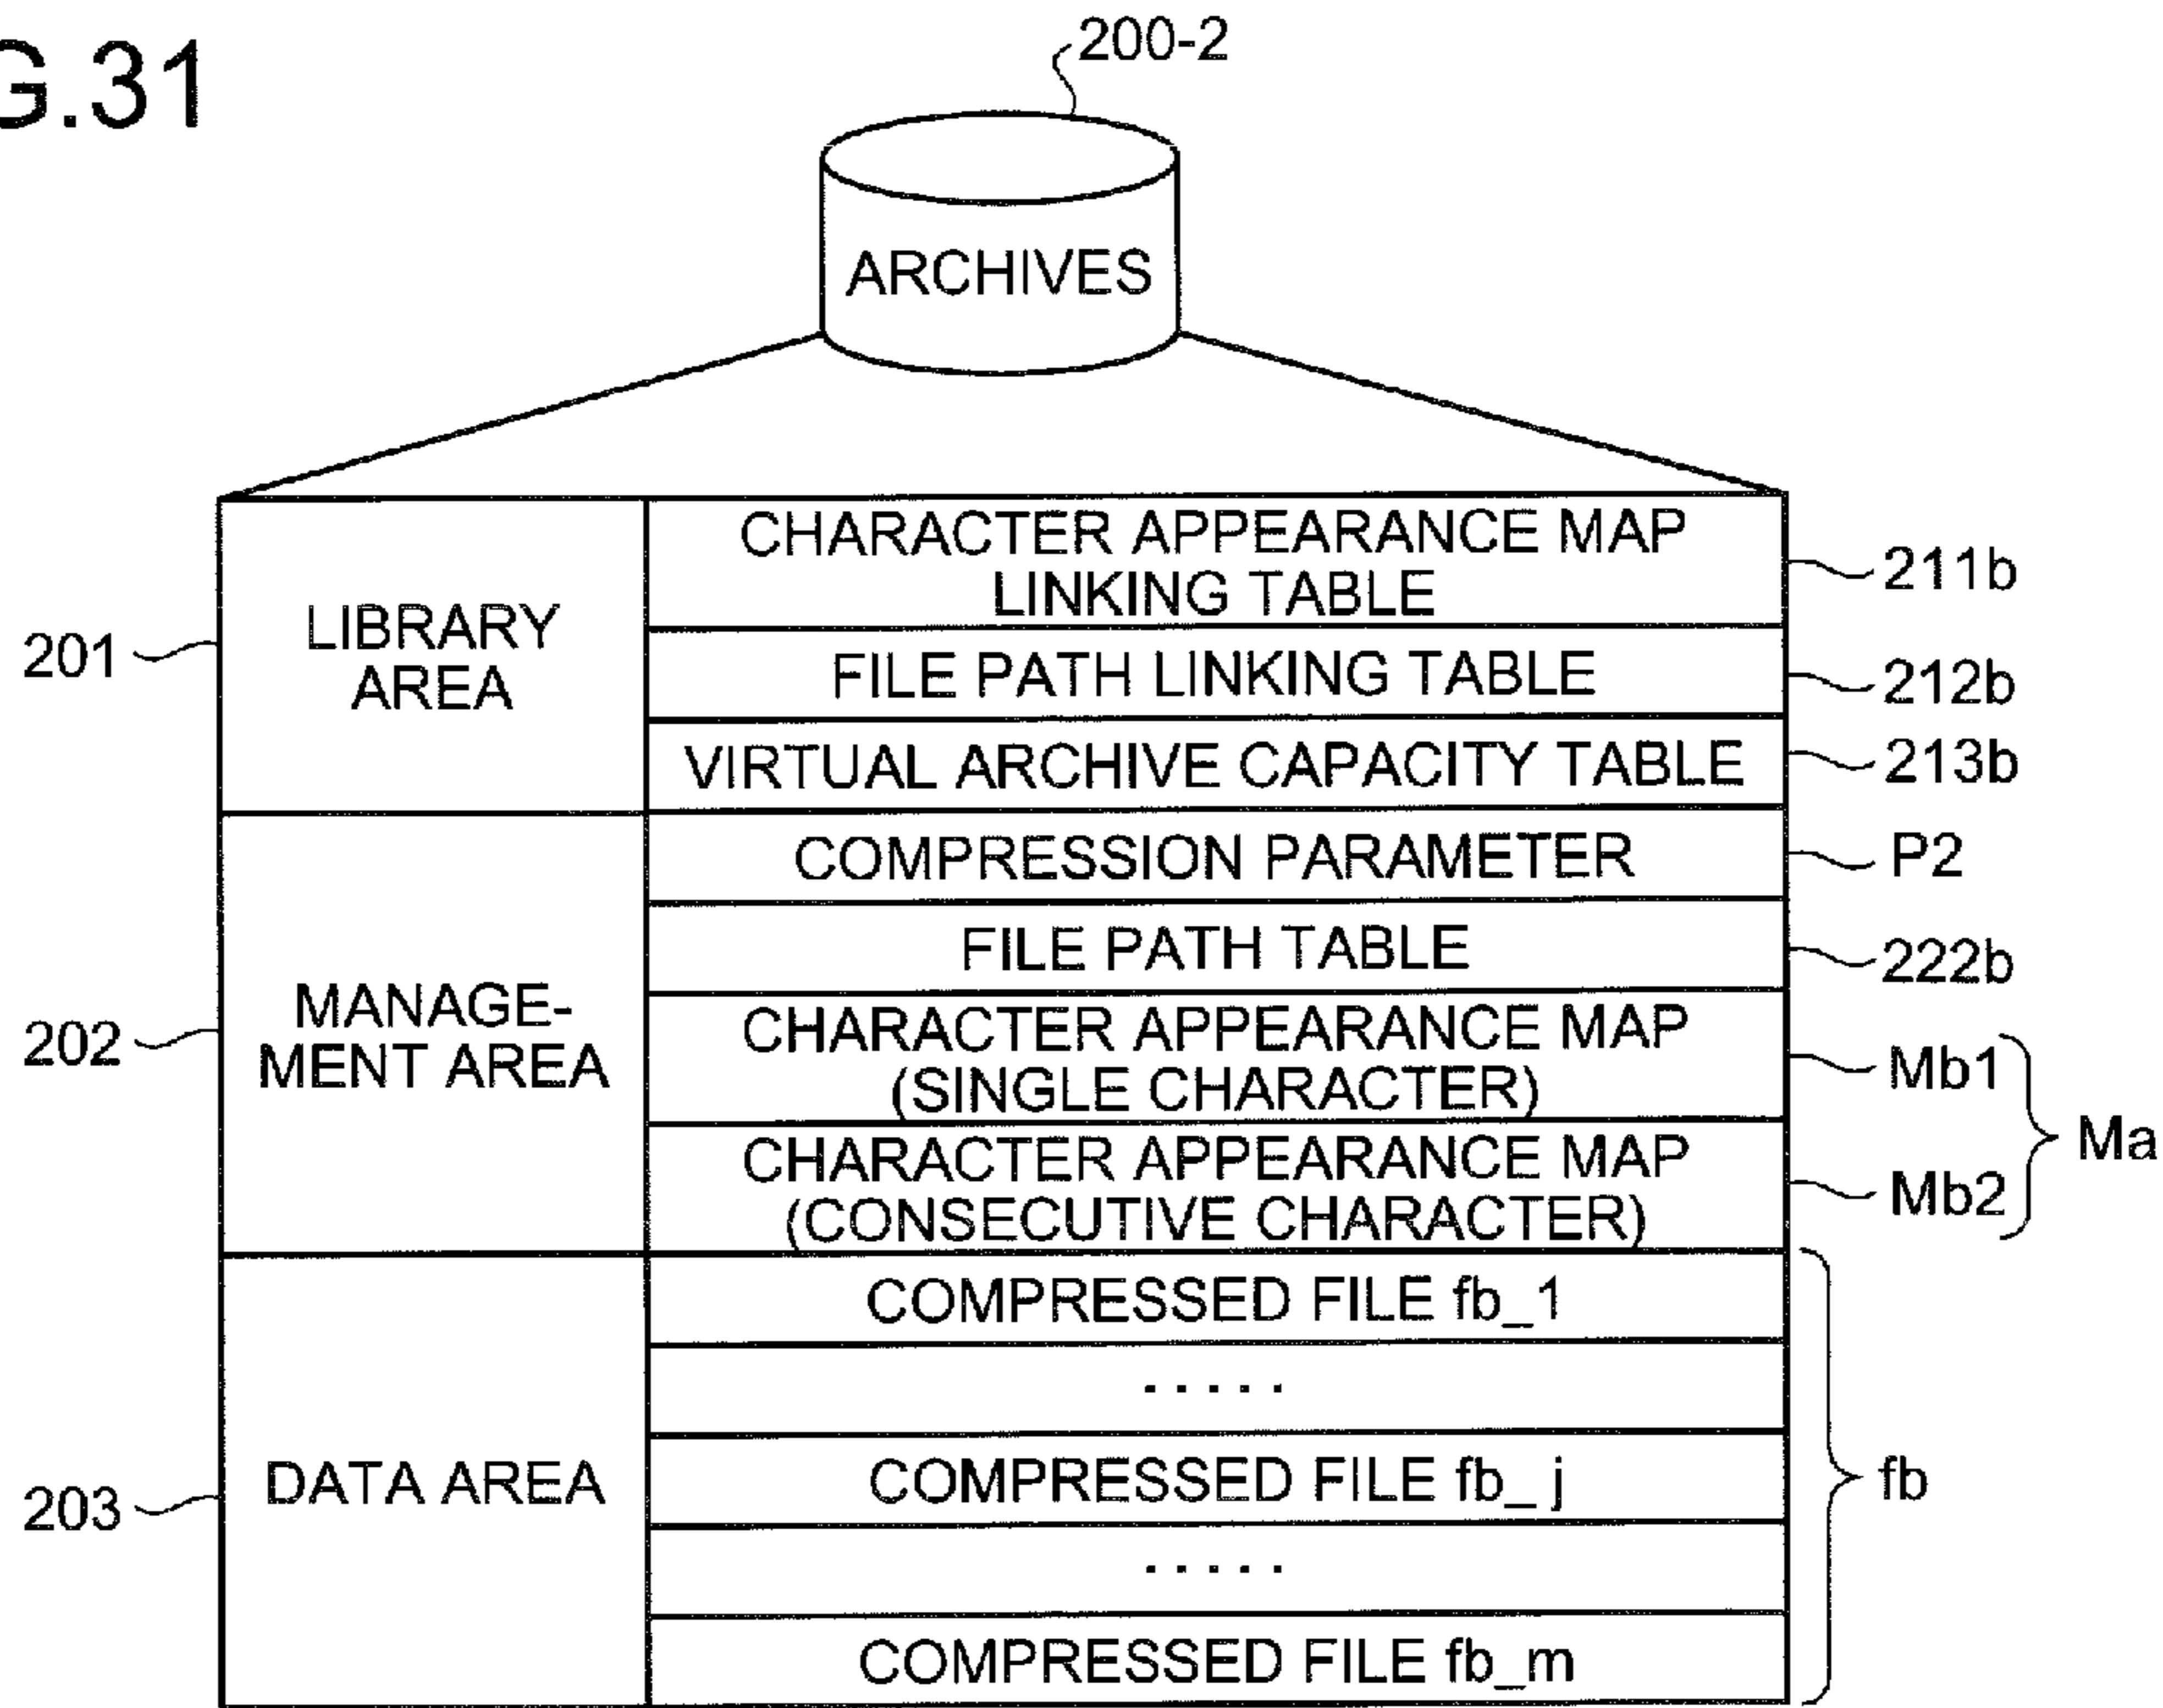 G.31
200-2
ARCHIVES
CHARACTER APPEARANCE MAP
LINKING TABLE
211b
LIBRARY
AREA
201
FILE PATH LINKING TABLE
212b
VIRTUAL ARCHIVE CAPACITY TABLE
213b
COMPRESSION PARAMETER
P2
FILE PATH TABLE
222b
MANAGE-
MENT AREA
202
CHARACTER APPEARANCE MAP
(SINGLE CHARACTER)
Mb1
Ma
CHARACTER APPEARANCE MAP
(CONSECUTIVE CHARACTER)
Mb2
COMPRESSED FILE fb_1
.....
DATA AREA
203
COMPRESSED FILE fb_j
fb
.....
COMPRESSED FILE fb_m